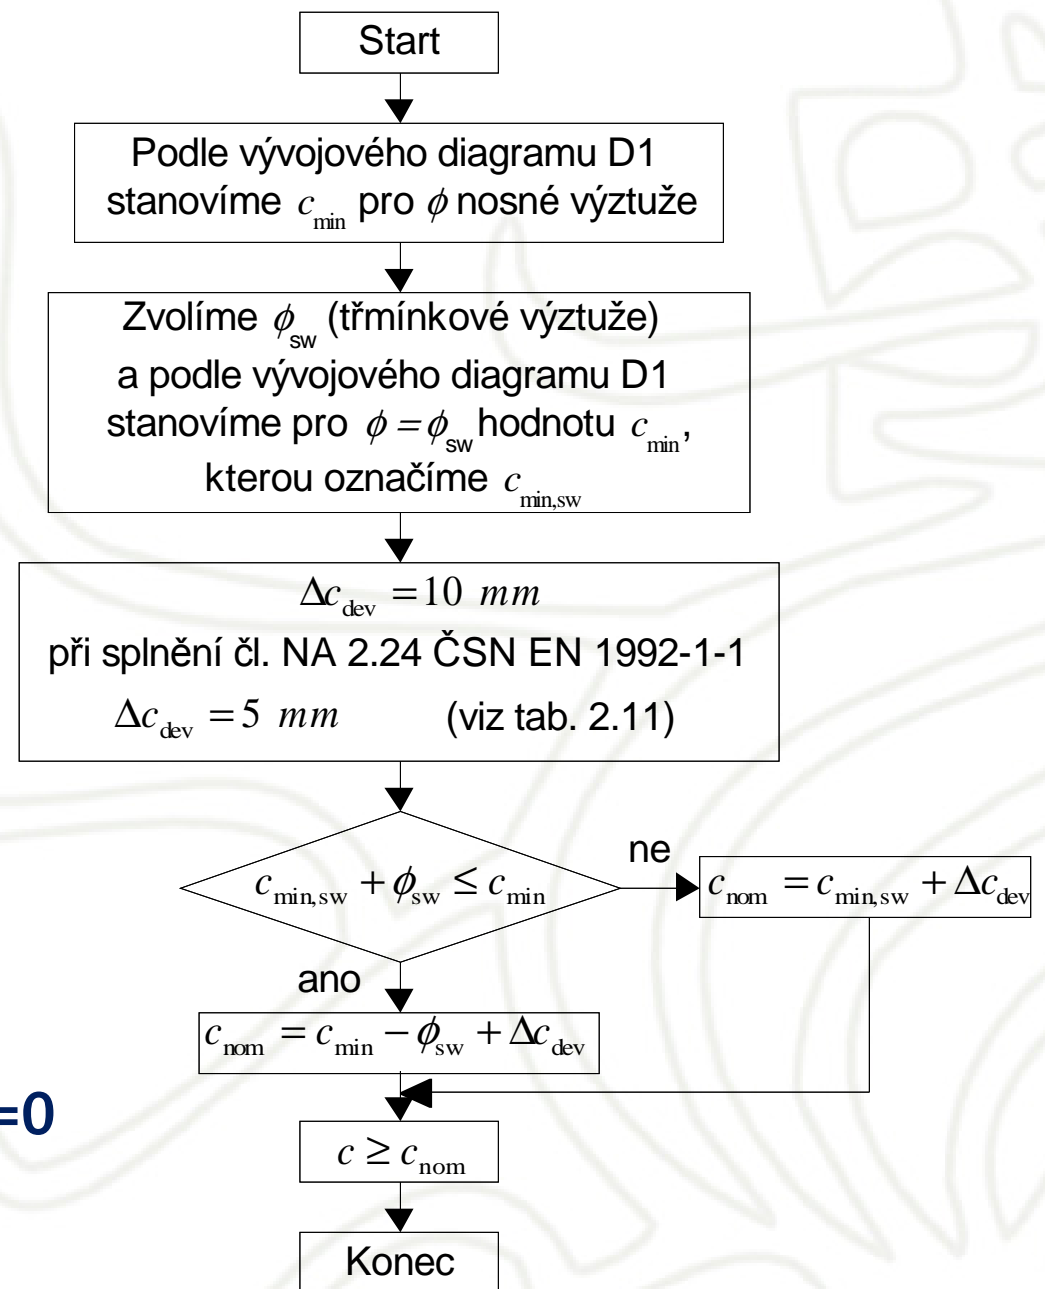 Start
Podle vývojového diagramu D1
stanovíme c_min pro ϕ nosné výztuže
Zvolíme ϕ_sw (třmínkové výztuže)
a podle vývojového diagramu D1
stanovíme pro ϕ = ϕ_sw hodnotu c_min,
kterou označíme c_min,sw
Δc_dev = 10 mm
při splnění čl. NA 2.24 ČSN EN 1992-1-1
Δc_dev = 5 mm (viz tab. 2.11)
c_min,sw + ϕ_sw ≤ c_min
ne
c_nom = c_min,sw + Δc_dev
ano
c_nom = c_min − ϕ_sw + Δc_dev
=0
c ≥ c_nom
Konec